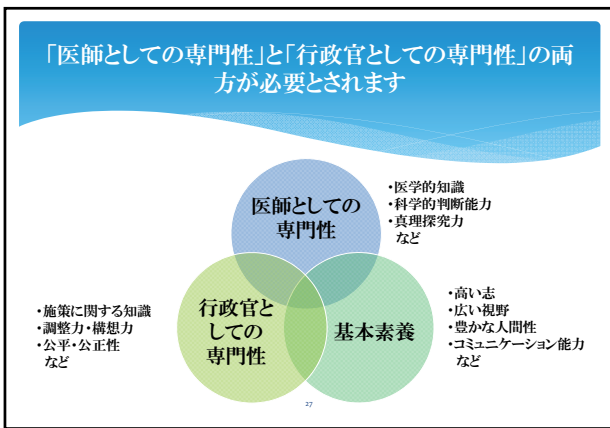 「医師としての専門性」と「行政官としての専門性」の両
方が必要とされます
医師としての
専門性
・医学的知識
・科学的判断能力
・真理探究力
など
・施策に関する知識
・調整力・構想力
・公平・公正性
など
行政官と
しての
専門性
基本素養
・高い志
・広い視野
・豊かな人間性
・コミュニケーション能力
など
27